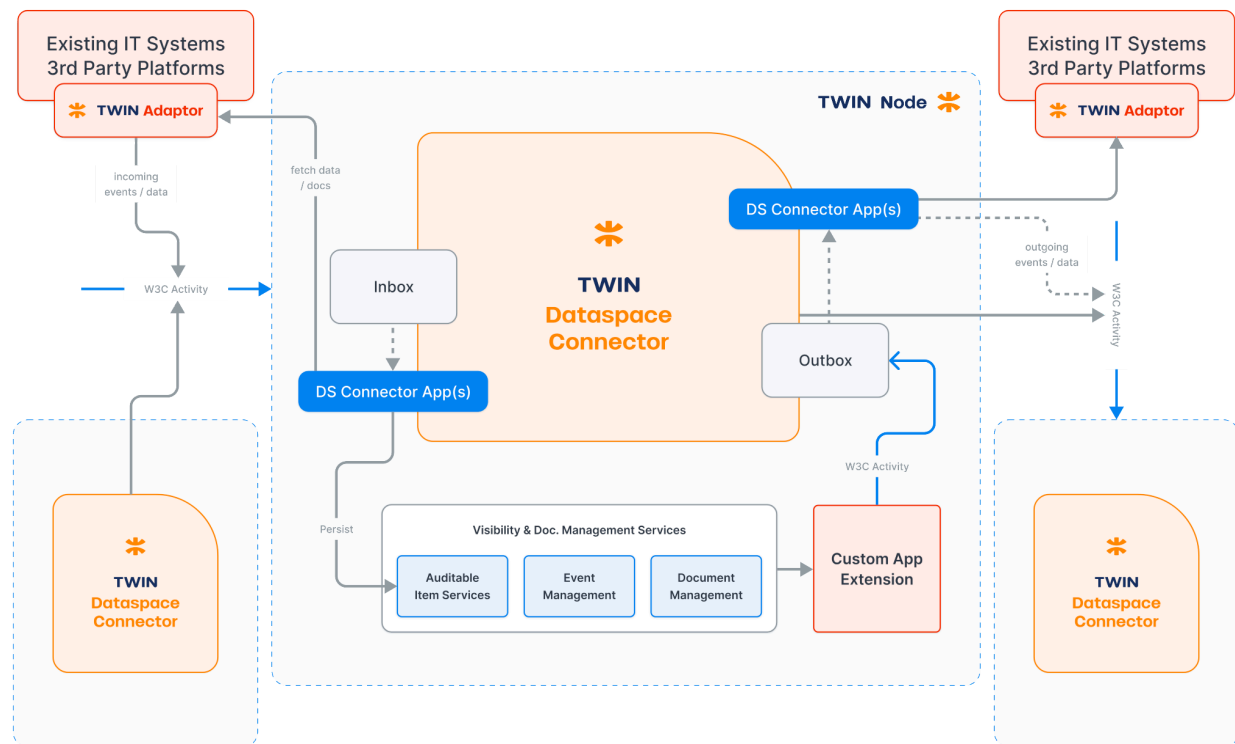 Existing IT Systems
3rd Party Platforms
TWIN Adaptor
incoming
events / data
W3C Activity
TWIN
Dataspace
Connector
TWIN Node
fetch data
/ docs
Inbox
DS Connector App(s)
TWIN
Dataspace
Connector
DS Connector App(s)
Outbox
W3C Activity
Persist
Visibility & Doc. Management Services
Auditable
Item Services
Event
Management
Document
Management
Custom App
Extension
Existing IT Systems
3rd Party Platforms
TWIN Adaptor
outgoing
events / data
W3C Activity
TWIN
Dataspace
Connector